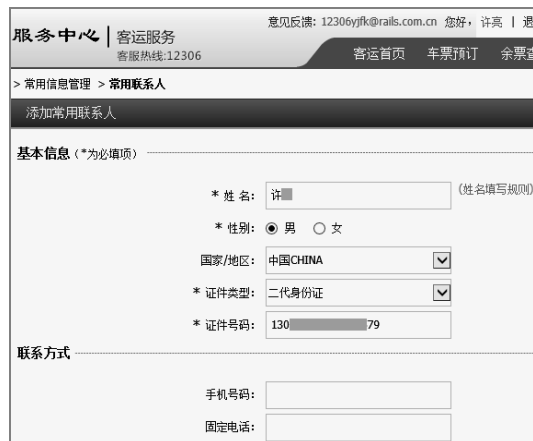 意见反馈: 12306yjfk@rails.com.cn 您好, 许亮 | 退
服务中心 客运服务
客服热线:12306
客运首页 车票预订 余票查
> 常用信息管理 > 常用联系人
添加常用联系人
基本信息 (*为必填项)
* 姓 名: 许 (姓名填写规则)
* 性别: 男 女
国家/地区: 中国CHINA
* 证件类型: 二代身份证
* 证件号码: 130 79
联系方式
手机号码:
固定电话: